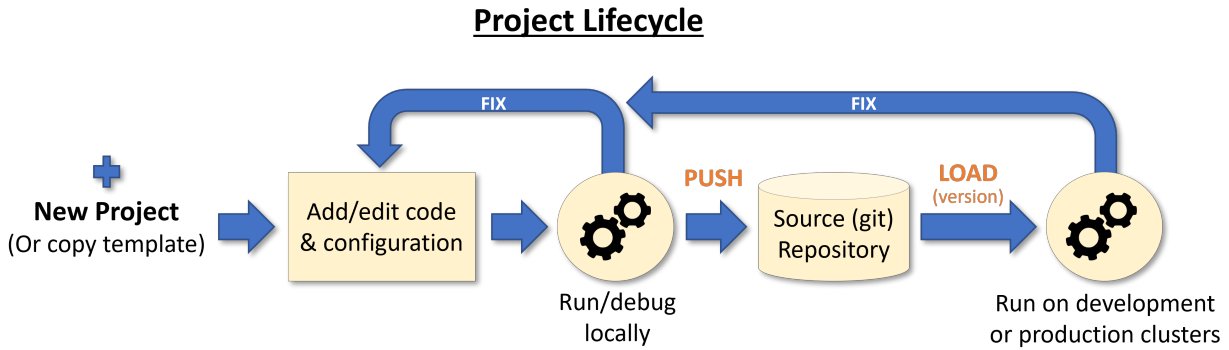 Project Lifecycle
FIX
FIX
New Project
(Or copy template)
Add/edit code
& configuration
Run/debug
locally
PUSH
Source (git)
Repository
LOAD
(version)
Run on development
or production clusters